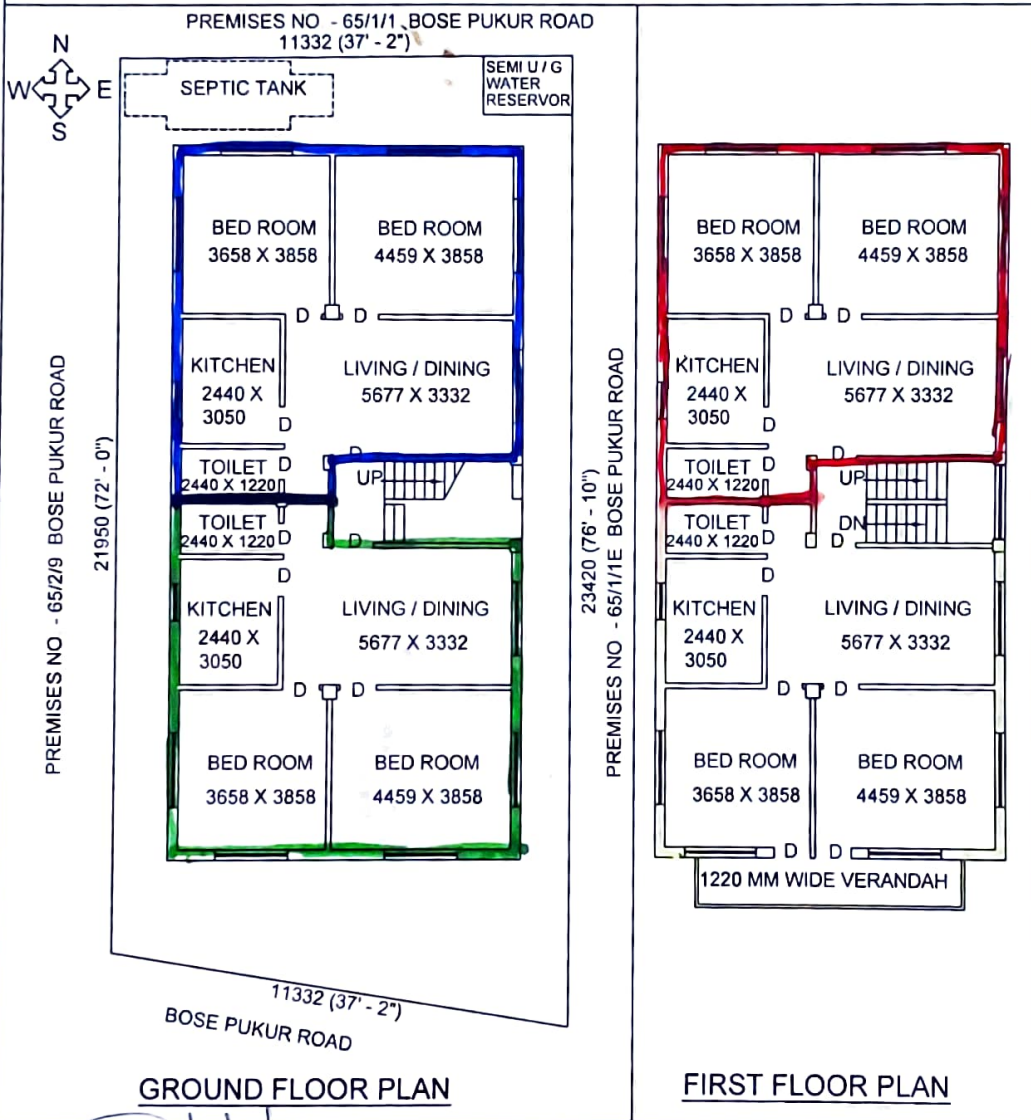 PREMISES NO - 65/1/1 BOSE PUKUR ROAD
11332 (37' - 2")
N
W
E
S
SEPTIC TANK
SEMI U / G
WATER
RESERVOR
PREMISES NO - 65/2/9 BOSE PUKUR ROAD
21950 (72' - 0")
BED ROOM
3658 X 3858
BED ROOM
4459 X 3858
D
D
KITCHEN
2440 X
3050
LIVING / DINING
5677 X 3332
D
D
D
TOILET
2440 X 1220
UP
TOILET
2440 X 1220
D
D
D
KITCHEN
2440 X
3050
LIVING / DINING
5677 X 3332
D
D
BED ROOM
3658 X 3858
BED ROOM
4459 X 3858
23420 (76' - 10")
PREMISES NO - 65/1/1E BOSE PUKUR ROAD
11332 (37' - 2")
BOSE PUKUR ROAD
GROUND FLOOR PLAN
BED ROOM
3658 X 3858
BED ROOM
4459 X 3858
D
D
KITCHEN
2440 X
3050
LIVING / DINING
5677 X 3332
D
D
D
TOILET
2440 X 1220
UP
TOILET
2440 X 1220
D
D
DN
D
KITCHEN
2440 X
3050
LIVING / DINING
5677 X 3332
D
D
BED ROOM
3658 X 3858
BED ROOM
4459 X 3858
D
D
1220 MM WIDE VERANDAH
FIRST FLOOR PLAN